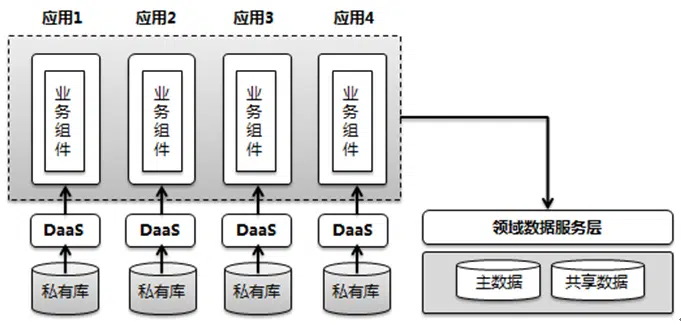 应用1 应用2 应用3 应用4
业务组件 业务组件 业务组件 业务组件
DaaS DaaS DaaS DaaS 领域数据服务层
私有库 私有库 私有库 私有库 主数据 共享数据